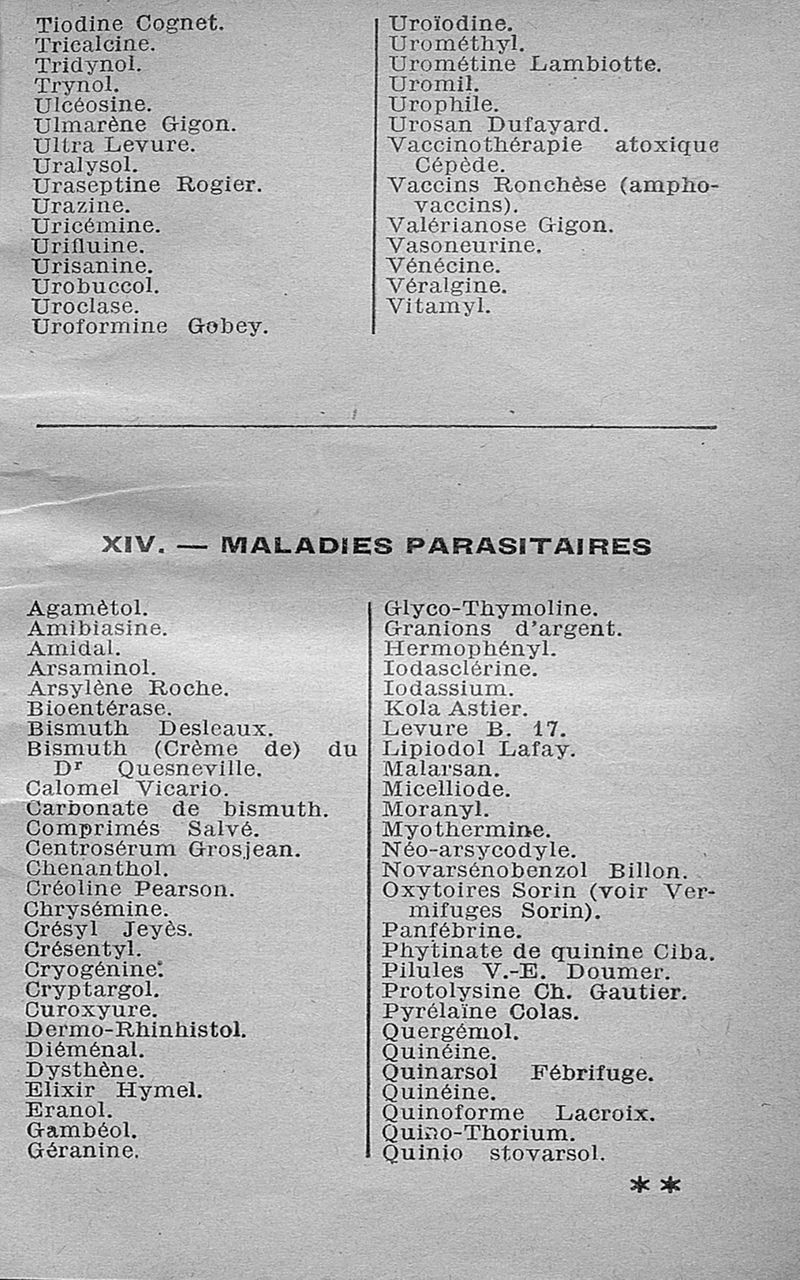 Tiodine Cognet.
Tricalcine.
Tridynol.
Trynol.
Ulcéosine.
Ulmarène Gigon.
Ultra Levure.
Uralysol.
Uraseptine Rogier.
Urazine.
Uricémine.
Urifluine.
Urisanine.
Urobuccol.
Uroclase.
Uroformine Gobey.
Uroïodine.
Urométhyl.
Urométine Lambiotte.
Uromil.
Urophile.
Urosan Dufayard.
Vaccinothérapie atoxique
Cépède.
Vaccins Ronchèse (ampho-
vaccins).
Valérianose Gigon.
Vasoneurine.
Vénécine.
Véralgine.
Vitamyl.
XIV. — MALADIES PARASITAIRES
Agamètol.
Amibiasine.
Amidal.
Arsaminol.
Arsylène Roche.
Bioentérase.
Bismuth Desleaux.
Bismuth (Crème de) du
Dr Quesneville.
Calomel Vicario.
Carbonate de bismuth.
Comprimés Salvé.
Centrosérum Grosjean.
Chenanthol.
Créoline Pearson.
Chrysémine.
Crésyl Jeyès.
Crésentyl.
Cryogénine.
Cryptargol.
Curoxyure.
Dermo-Rhinhistol.
Diéménal.
Dysthène.
Elixir Hymel.
Eranol.
Gambéol.
Géranine.
Glyco-Thymoline.
Granions d'argent.
Hermophényl.
Iodasclérine.
Iodassium.
Kola Astier.
Levure B. 17.
Lipiodol Lafay.
Malarsan.
Micelliode.
Moranyl.
Myothermine.
Néo-arsycodyle.
Novarsénobenzol Billon.
Oxytoires Sorin (voir Ver-
mifuges Sorin).
Panfébrine.
Phytinate de quinine Ciba.
Pilules V.-E. Doumer.
Protolysine Ch. Gautier.
Pyrélaïne Colas.
Quergémol.
Quinéine.
Quinarsol Fébrifuge.
Quinéine.
Quinoforme Lacroix.
Quino-Thorium.
Quinio stovarsol.
* *